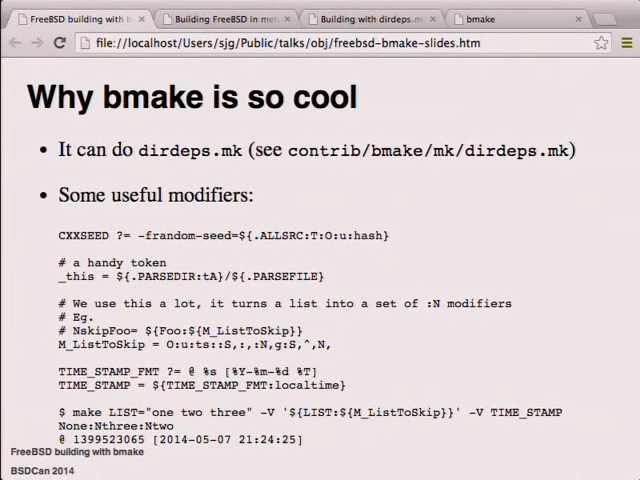 FreeBSD building with b
Building FreeBSD in met
Building with dirdeps.m
bmake
file://localhost/Users/sjg/Public/talks/obj/freebsd-bmake-slides.htm
Why bmake is so cool
• It can do dirdeps.mk (see contrib/bmake/mk/dirdeps.mk)
• Some useful modifiers:
CXXSEED ?= -frandom-seed=${.ALLSRC:T:O:u:hash}
# a handy token
_this = ${.PARSEDIR:tA}/${.PARSEFILE}
# We use this a lot, it turns a list into a set of :N modifiers
# Eg.
# NskipFoo= ${Foo:${M_ListToSkip}}
M_ListToSkip = O:u:ts::S,:,:N,g:S,^,N,
TIME_STAMP_FMT ?= @ %s [%Y-%m-%d %T]
TIME_STAMP = ${TIME_STAMP_FMT:localtime}
$ make LIST="one two three" -V '${LIST:${M_ListToSkip}}' -V TIME_STAMP
None:Nthree:Ntwo
@ 1399523065 [2014-05-07 21:24:25]
FreeBSD building with bmake
BSDCan 2014